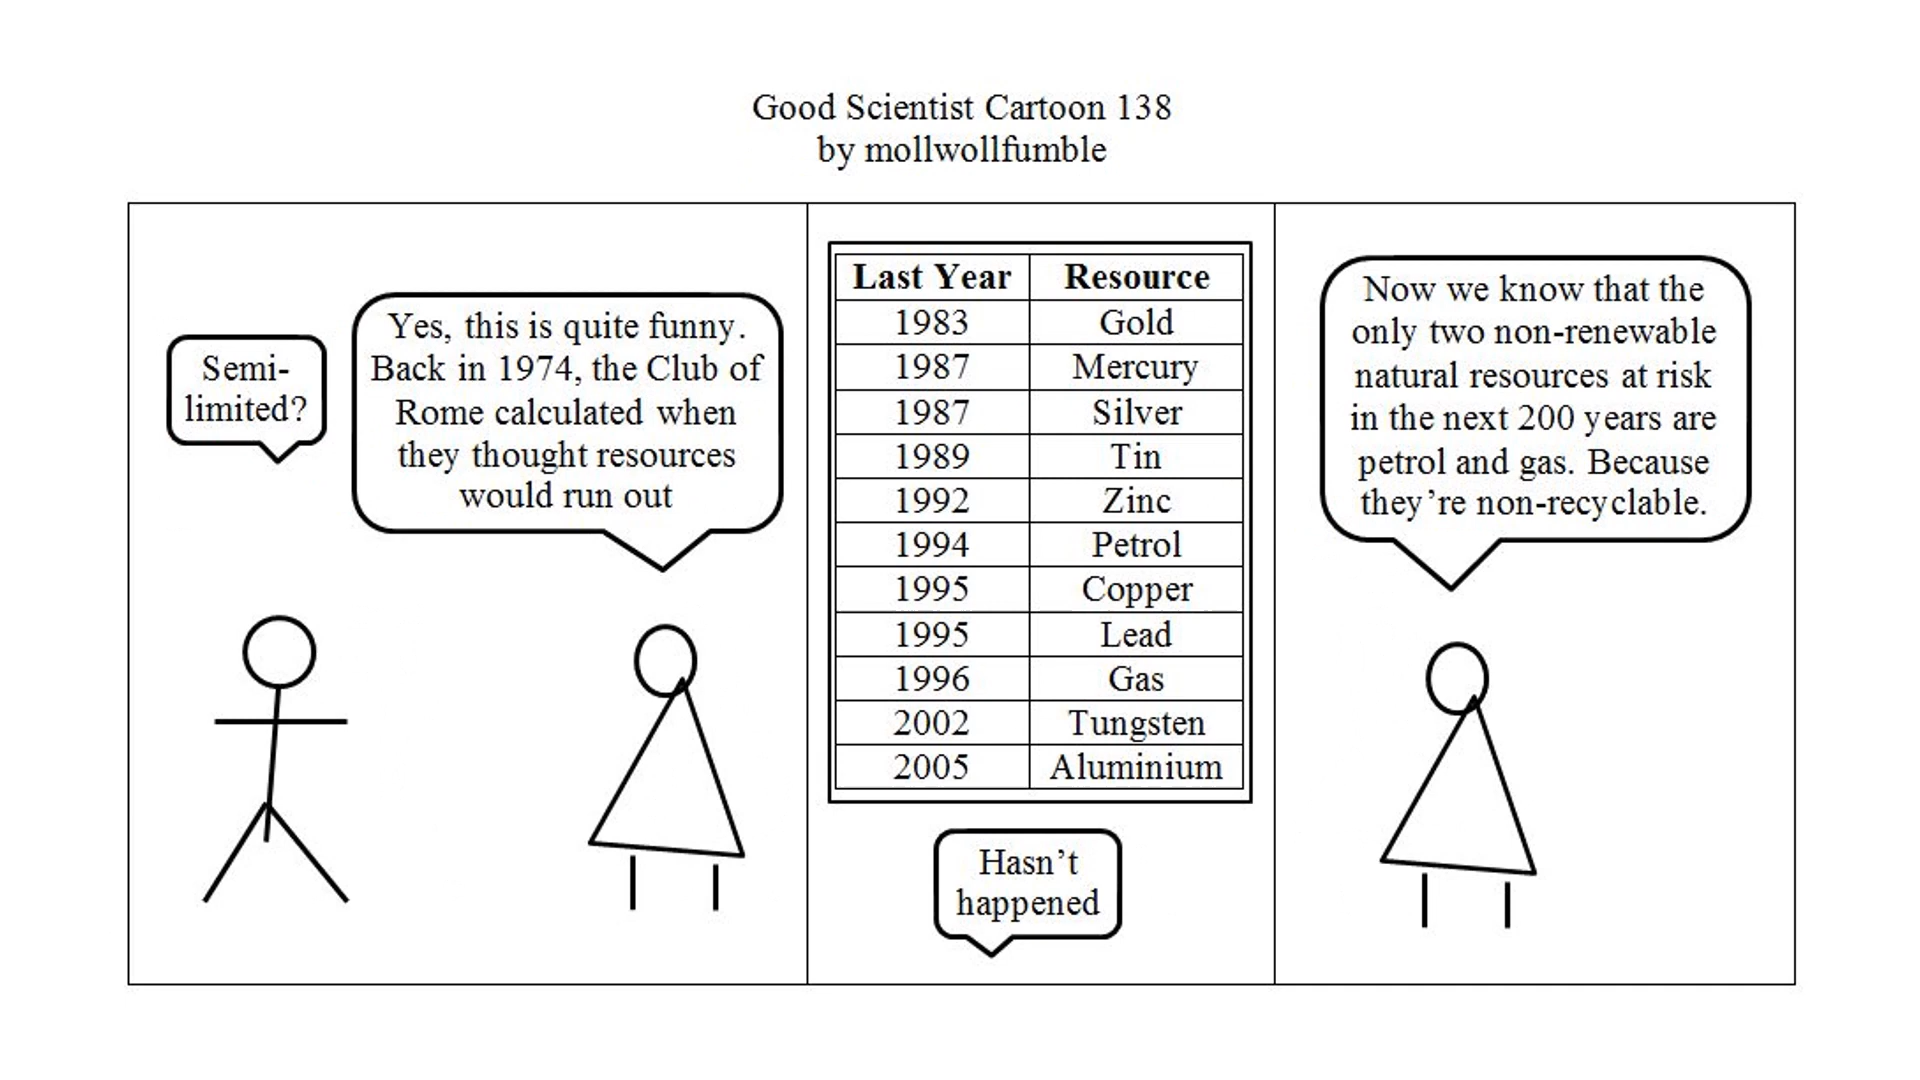 Good Scientist Cartoon 138
by mollwollfumble
Semi-
limited?
Yes, this is quite funny.
Back in 1974, the Club of
Rome calculated when
they thought resources
would run out
Last Year Resource
1983 Gold
1987 Mercury
1987 Silver
1989 Tin
1992 Zinc
1994 Petrol
1995 Copper
1995 Lead
1996 Gas
2002 Tungsten
2005 Aluminium
Hasn’t
happened
Now we know that the
only two non-renewable
natural resources at risk
in the next 200 years are
petrol and gas. Because
they’re non-recyclable.